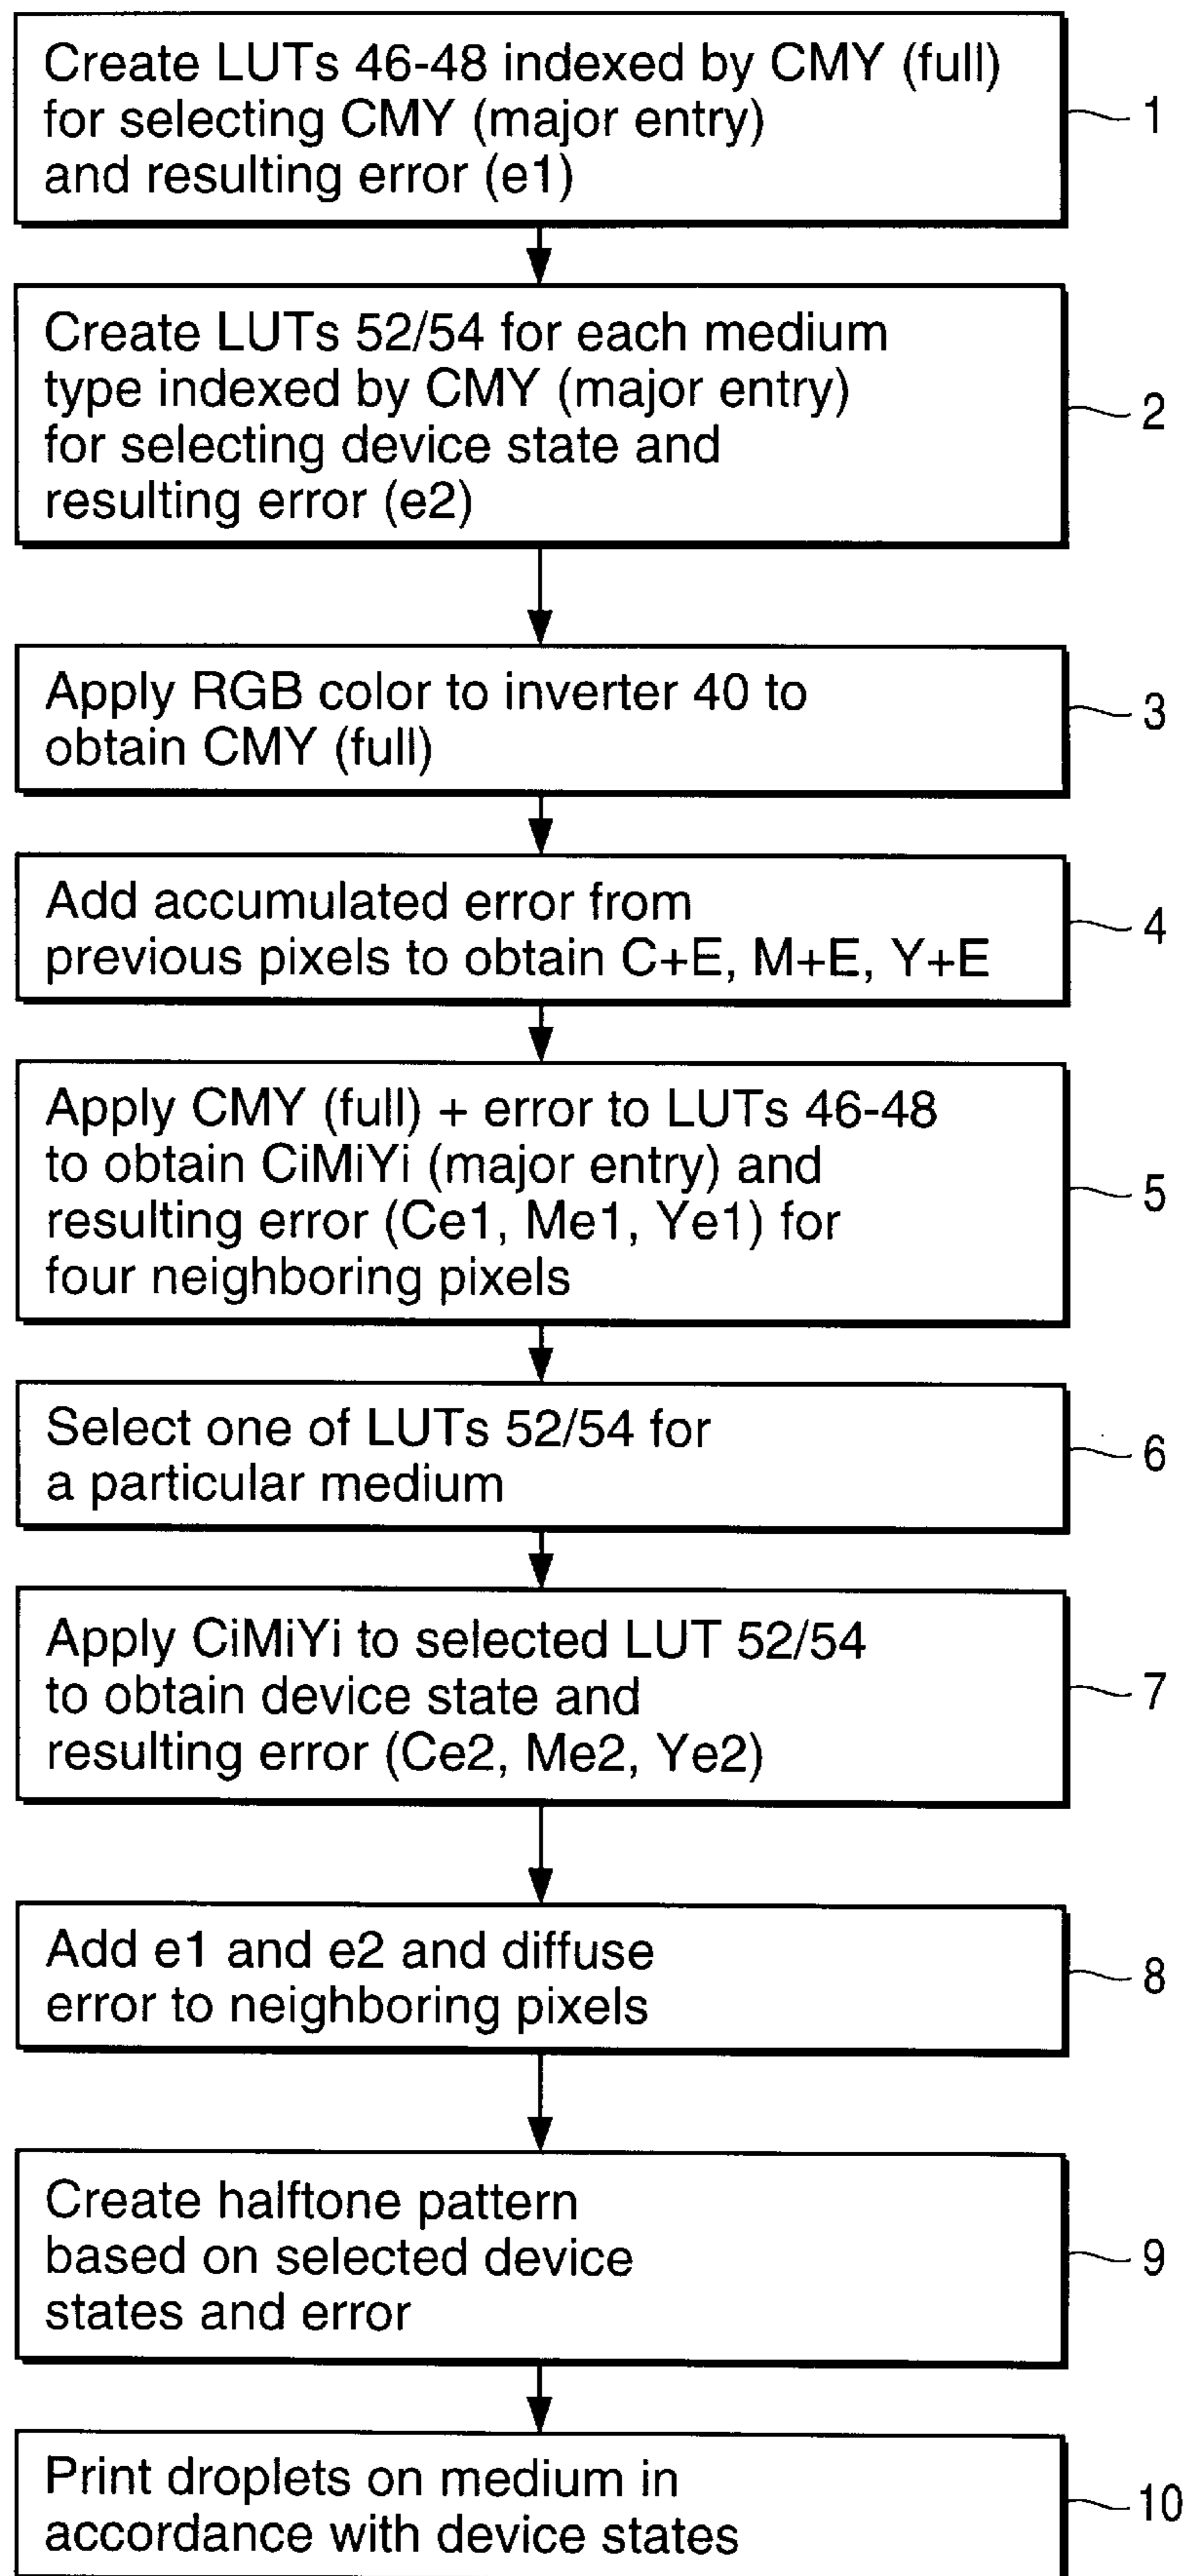 Create LUTs 46-48 indexed by CMY (full)
for selecting CMY (major entry)
and resulting error (e1)
1
Create LUTs 52/54 for each medium
type indexed by CMY (major entry)
for selecting device state and
resulting error (e2)
2
Apply RGB color to inverter 40 to
obtain CMY (full)
3
Add accumulated error from
previous pixels to obtain C+E, M+E, Y+E
4
Apply CMY (full) + error to LUTs 46-48
to obtain CiMiYi (major entry) and
resulting error (Ce1, Me1, Ye1) for
four neighboring pixels
5
Select one of LUTs 52/54 for
a particular medium
6
Apply CiMiYi to selected LUT 52/54
to obtain device state and
resulting error (Ce2, Me2, Ye2)
7
Add e1 and e2 and diffuse
error to neighboring pixels
8
Create halftone pattern
based on selected device
states and error
9
Print droplets on medium in
accordance with device states
10